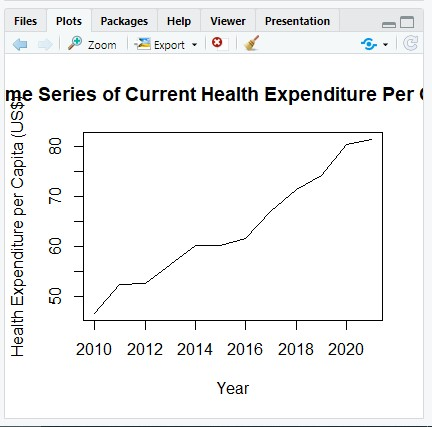 Files Plots Packages Help Viewer Presentation
Zoom Export
me Series of Current Health Expenditure Per
Health Expenditure per Capita (US$)
80
70
60
50
2010 2012 2014 2016 2018 2020
Year